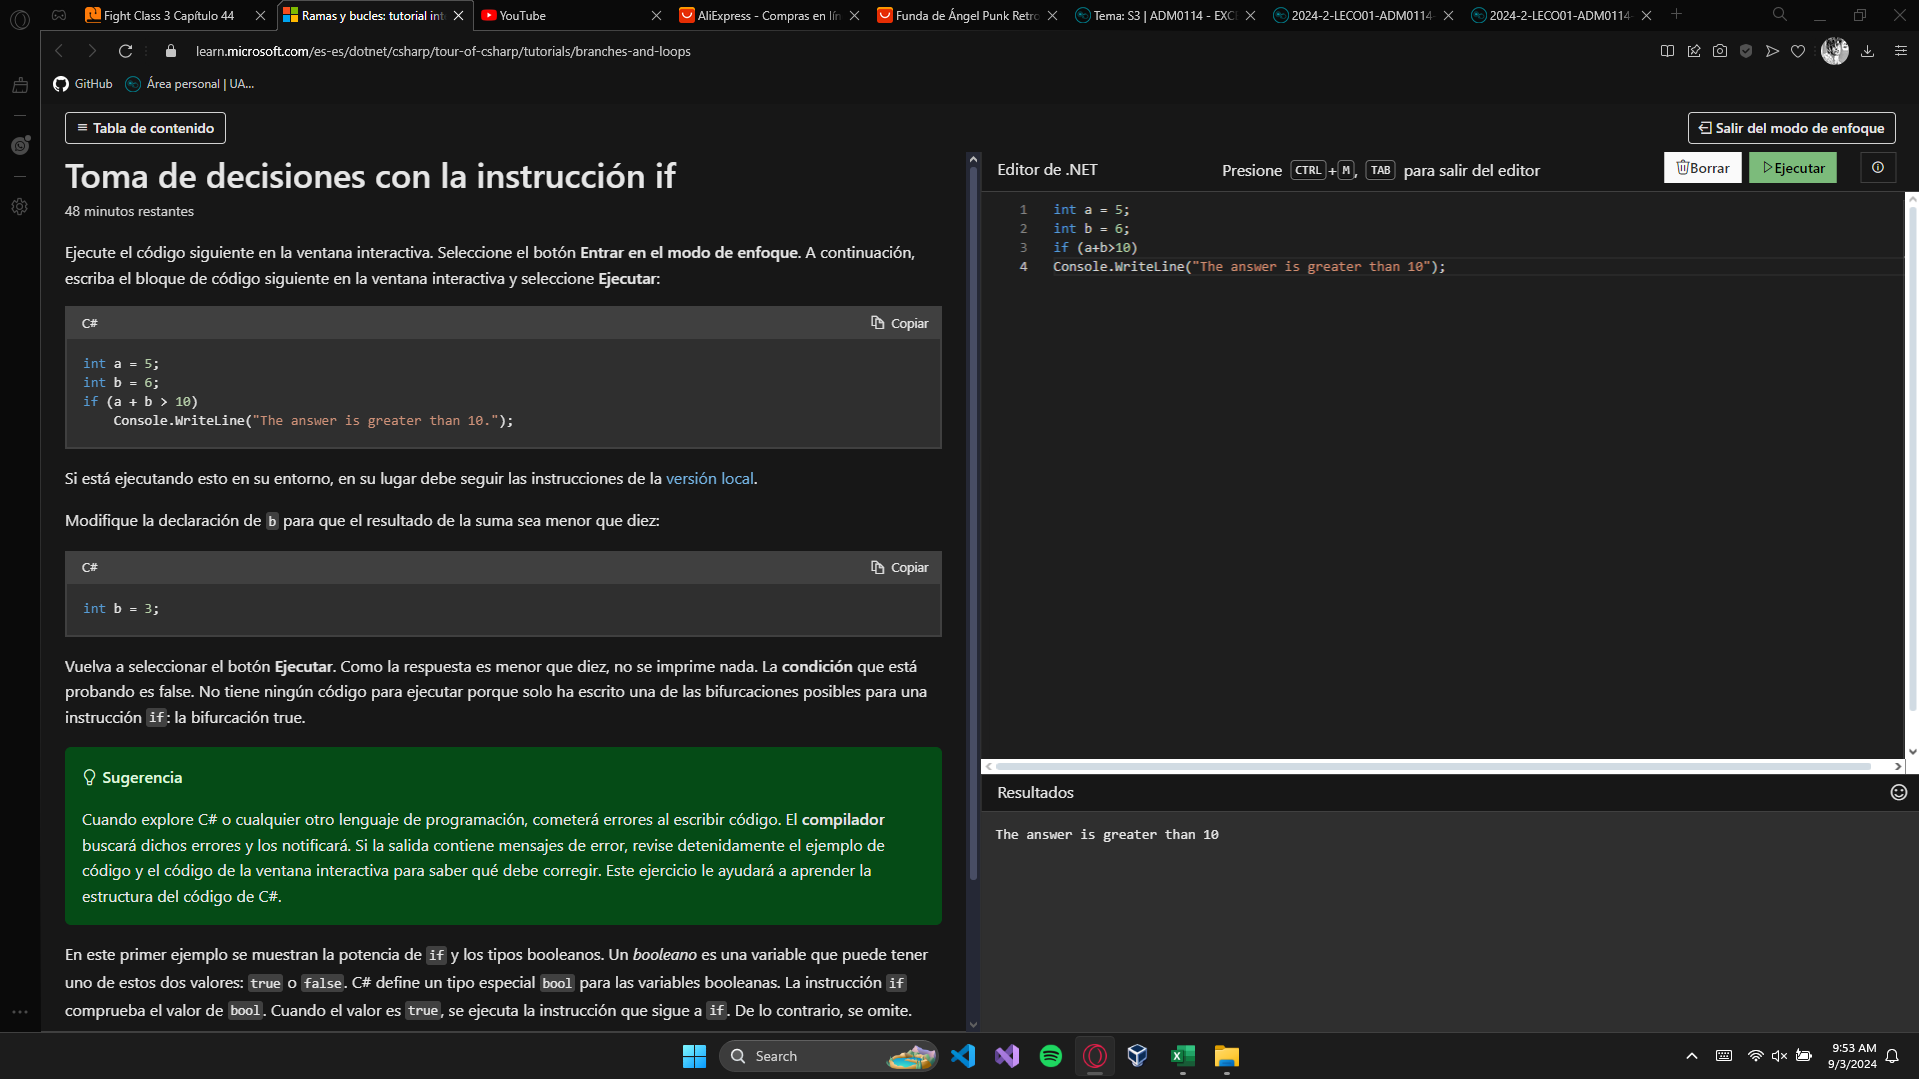 Fight Class 3 Capítulo 44
Ramas y bucles: tutorial int
YouTube
AliExpress - Compras en lín
Funda de Ángel Punk Retro
Tema: S3 | ADM0114 - EXCE
2024-2-LECO01-ADM0114-
2024-2-LECO01-ADM0114-
learn.microsoft.com/es-es/dotnet/csharp/tour-of-csharp/tutorials/branches-and-loops
GitHub
Área personal | UA...
Tabla de contenido
Salir del modo de enfoque
Toma de decisiones con la instrucción if
48 minutos restantes
Ejecute el código siguiente en la ventana interactiva. Seleccione el botón Entrar en el modo de enfoque. A continuación,
escriba el bloque de código siguiente en la ventana interactiva y seleccione Ejecutar:
C#
Copiar
int a = 5;
int b = 6;
if (a + b > 10)
    Console.WriteLine("The answer is greater than 10.");
Si está ejecutando esto en su entorno, en su lugar debe seguir las instrucciones de la versión local.
Modifique la declaración de b para que el resultado de la suma sea menor que diez:
C#
Copiar
int b = 3;
Vuelva a seleccionar el botón Ejecutar. Como la respuesta es menor que diez, no se imprime nada. La condición que está
probando es false. No tiene ningún código para ejecutar porque solo ha escrito una de las bifurcaciones posibles para una
instrucción if: la bifurcación true.
Sugerencia
Cuando explore C# o cualquier otro lenguaje de programación, cometerá errores al escribir código. El compilador
buscará dichos errores y los notificará. Si la salida contiene mensajes de error, revise detenidamente el ejemplo de
código y el código de la ventana interactiva para saber qué debe corregir. Este ejercicio le ayudará a aprender la
estructura del código de C#.
En este primer ejemplo se muestran la potencia de if y los tipos booleanos. Un booleano es una variable que puede tener
uno de estos dos valores: true o false. C# define un tipo especial bool para las variables booleanas. La instrucción if
comprueba el valor de bool. Cuando el valor es true, se ejecuta la instrucción que sigue a if. De lo contrario, se omite.
Editor de .NET
Presione CTRL + M, TAB para salir del editor
Borrar
Ejecutar
1 int a = 5;
2 int b = 6;
3 if (a+b>10)
4 Console.WriteLine("The answer is greater than 10");
Resultados
The answer is greater than 10
Search
9:53 AM
9/3/2024